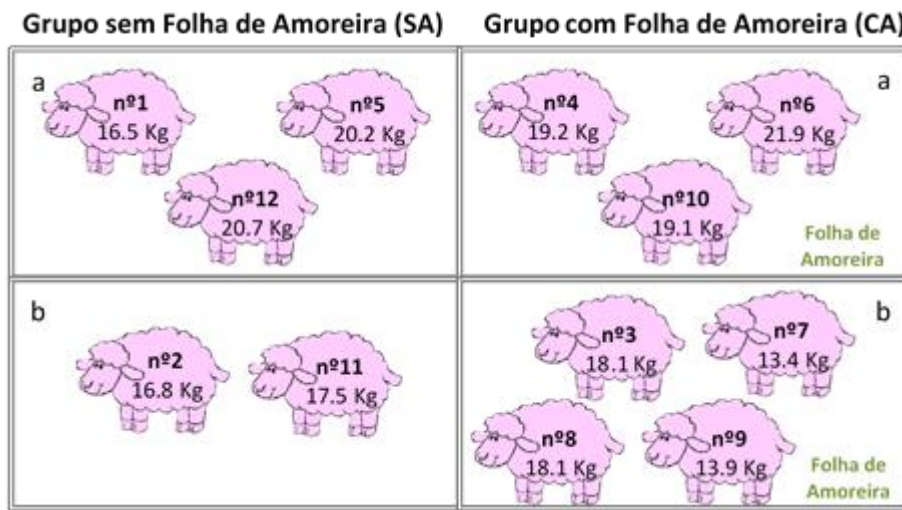 Grupo sem Folha de Amoreira (SA)
Grupo com Folha de Amoreira (CA)
a
nº1
16.5 Kg
nº5
20.2 Kg
nº12
20.7 Kg
a
nº4
19.2 Kg
nº6
21.9 Kg
nº10
19.1 Kg
Folha de
Amoreira
b
nº2
16.8 Kg
nº11
17.5 Kg
b
nº3
18.1 Kg
nº7
13.4 Kg
nº8
18.1 Kg
nº9
13.9 Kg
Folha de
Amoreira